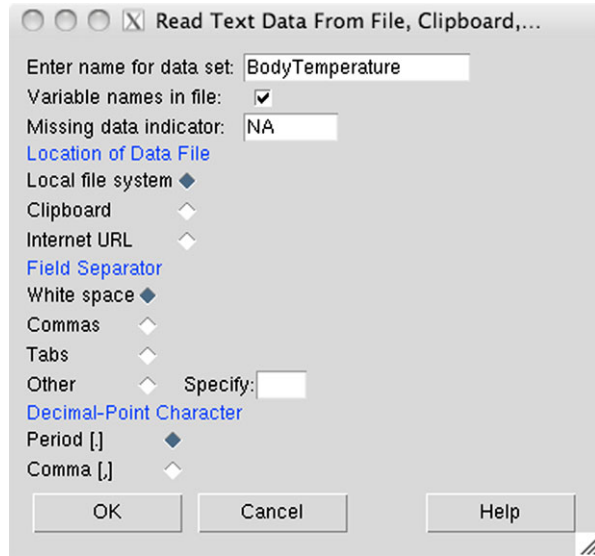 X Read Text Data From File, Clipboard,...
Enter name for data set: BodyTemperature
Variable names in file:
Missing data indicator: NA
Location of Data File
Local file system
Clipboard
Internet URL
Field Separator
White space
Commas
Tabs
Other Specify:
Decimal-Point Character
Period [.]
Comma [,]
OK Cancel Help